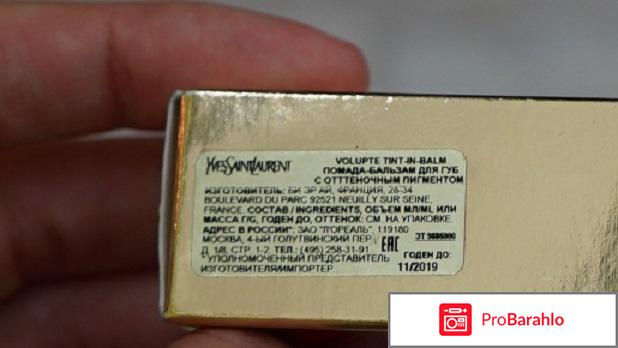 YVESSAINTLAURENT
VOLUPTE TINT-IN-BALM
ПОМАДА-БАЛЬЗАМ ДЛЯ ГУБ
С ОТТТЕНОЧНЫМ ПИГМЕНТОМ
ИЗГОТОВИТЕЛЬ: БИ ЭР АЙ, ФРАНЦИЯ, 28-34
BOULEVARD DU PARC 92521 NEUILLY SUR SEINE,
FRANCE. СОСТАВ / INGREDIENTS, ОБЪЕМ МЛ/ML ИЛИ
МАССА Г/G, ГОДЕН ДО, ОТТЕНОК: СМ. НА УПАКОВКЕ.
АДРЕС В РОССИИ*: ЗАО "Л'ОРЕАЛЬ", 119180
МОСКВА, 4-ЫЙ ГОЛУТВИНСКИЙ ПЕР., EAC
Д. 1/8, СТР. 1-2. ТЕЛ.: (495) 258-31-91
*УПОЛНОМОЧЕННЫЙ ПРЕДСТАВИТЕЛЬ
ИЗГОТОВИТЕЛЯ/ИМПОРТЕР
ГОДЕН ДО:
11/2019
ProBarahlo